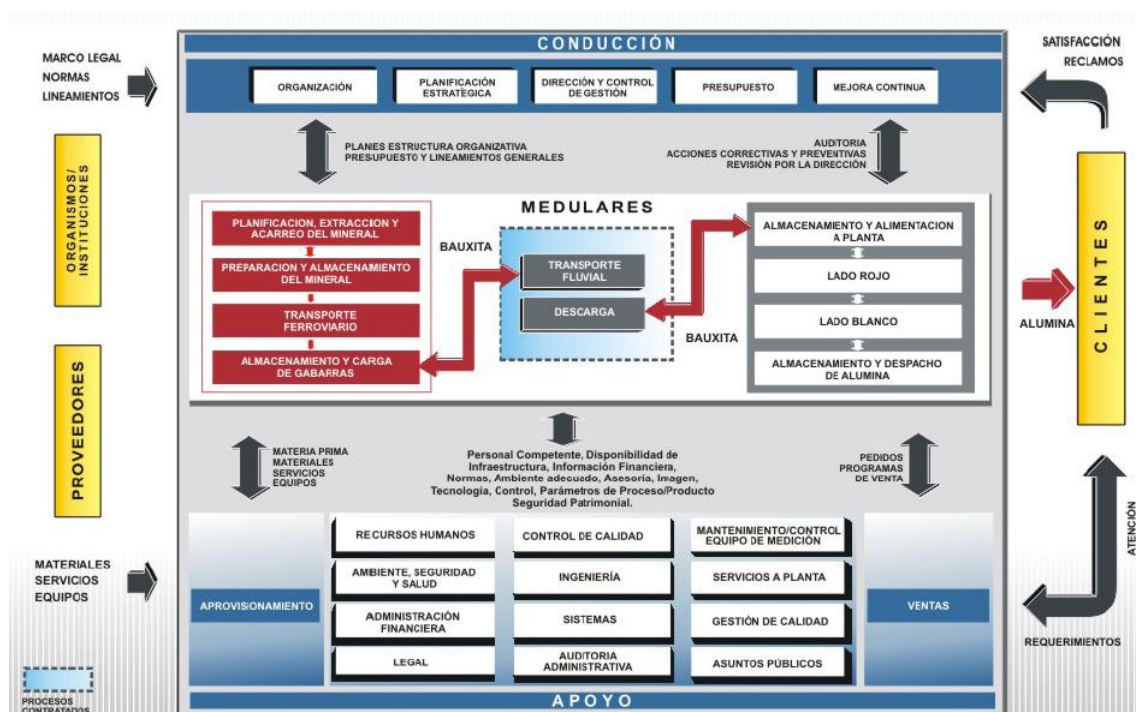 CONDUCCIÓN
ORGANIZACIÓN
PLANIFICACIÓN
ESTRATÉGICA
DIRECCIÓN Y CONTROL
DE GESTIÓN
PRESUPUESTO
MEJORA CONTINUA
MARCO LEGAL
NORMAS
LINEAMIENTOS
SATISFACCIÓN
RECLAMOS
PLANES ESTRUCTURA ORGANIZATIVA
PRESUPUESTO Y LINEAMIENTOS GENERALES
AUDITORIA
ACCIONES CORRECTIVAS Y PREVENTIVAS
REVISIÓN POR LA DIRECCIÓN
ORGANISMOS/
INSTITUCIONES
PROVEEDORES
MEDULARES
PLANIFICACION, EXTRACCION Y
ACARREO DEL MINERAL
PREPARACION Y ALMACENAMIENTO
DEL MINERAL
TRANSPORTE
FERROVIARIO
ALMACENAMIENTO Y CARGA
DE GABARRAS
BAUXITA
TRANSPORTE
FLUVIAL
DESCARGA
BAUXITA
ALMACENAMIENTO Y ALIMENTACION
A PLANTA
LADO ROJO
LADO BLANCO
ALMACENAMIENTO Y DESPACHO
DE ALUMINA
ALUMINA
CLIENTES
MATERIA PRIMA
MATERIALES
SERVICIOS
EQUIPOS
Personal Competente, Disponibilidad de
Infraestructura, Información Financiera,
Normas, Ambiente adecuado, Asesoría, Imagen,
Tecnología, Control, Parámetros de Proceso/Producto
Seguridad Patrimonial.
PEDIDOS
PROGRAMAS
DE VENTA
ATENCIÓN
MATERIALES
SERVICIOS
EQUIPOS
APROVISIONAMIENTO
RECURSOS HUMANOS
CONTROL DE CALIDAD
MANTENIMIENTO/CONTROL
EQUIPO DE MEDICIÓN
AMBIENTE, SEGURIDAD
Y SALUD
INGENIERÍA
SERVICIOS A PLANTA
ADMINISTRACIÓN
FINANCIERA
SISTEMAS
GESTIÓN DE CALIDAD
LEGAL
AUDITORIA
ADMINISTRATIVA
ASUNTOS PÚBLICOS
VENTAS
REQUERIMIENTOS
APOYO
PROCESOS
CONTRATADOS